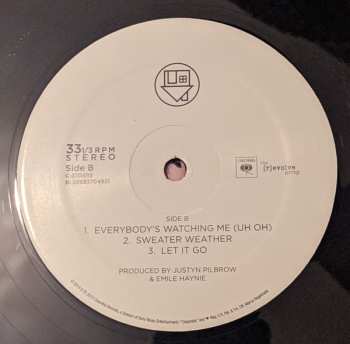 33 1/3 RPM
STEREO
Side B
COLUMBIA
the
[r]evolve
group
SIDE B
1. EVERYBODY'S WATCHING ME (UH OH)
2. SWEATER WEATHER
3. LET IT GO
PRODUCED BY JUSTYN PILBROW
& EMILE HAYNIE